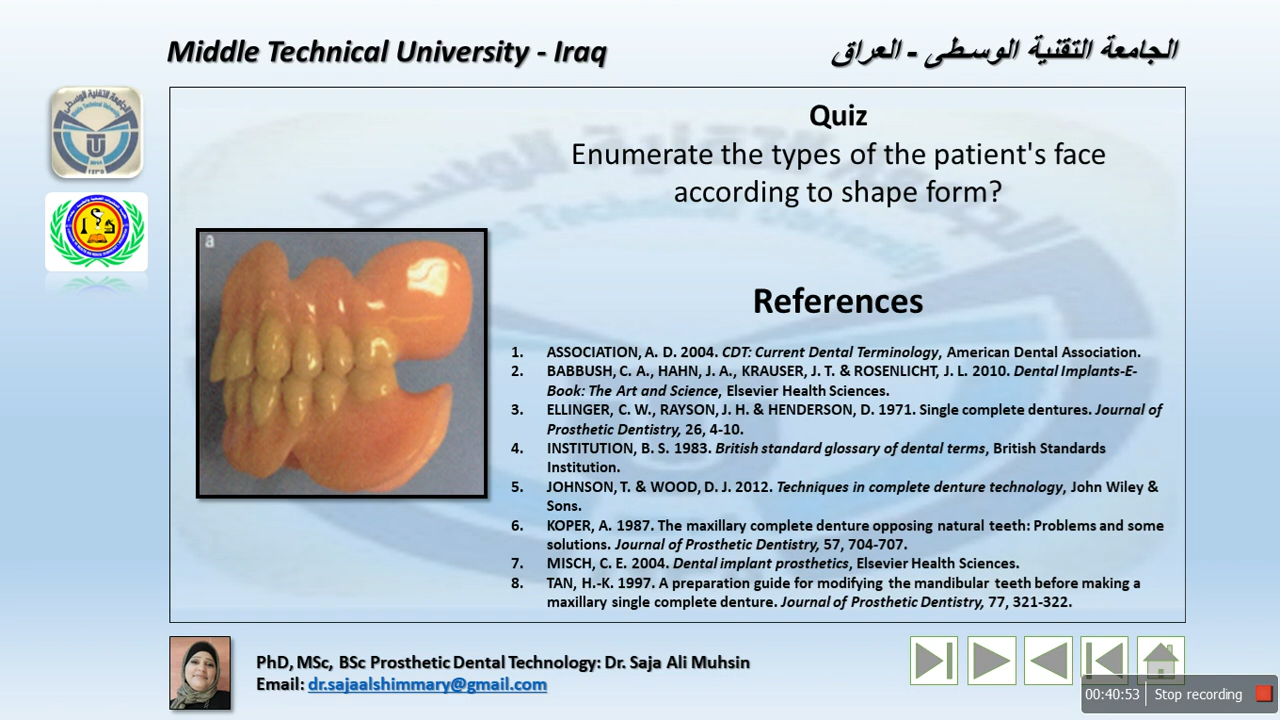 Middle Technical University - Iraq
الجامعة التقنية الوسطى - العراق
Quiz
Enumerate the types of the patient's face
according to shape form?
a
References
1. ASSOCIATION, A. D. 2004. CDT: Current Dental Terminology, American Dental Association.
2. BABBUSH, C. A., HAHN, J. A., KRAUSER, J. T. & ROSENLICHT, J. L. 2010. Dental Implants-E-
Book: The Art and Science, Elsevier Health Sciences.
3. ELLINGER, C. W., RAYSON, J. H. & HENDERSON, D. 1971. Single complete dentures. Journal of
Prosthetic Dentistry, 26, 4-10.
4. INSTITUTION, B. S. 1983. British standard glossary of dental terms, British Standards
Institution.
5. JOHNSON, T. & WOOD, D. J. 2012. Techniques in complete denture technology, John Wiley &
Sons.
6. KOPER, A. 1987. The maxillary complete denture opposing natural teeth: Problems and some
solutions. Journal of Prosthetic Dentistry, 57, 704-707.
7. MISCH, C. E. 2004. Dental implant prosthetics, Elsevier Health Sciences.
8. TAN, H.-K. 1997. A preparation guide for modifying the mandibular teeth before making a
maxillary single complete denture. Journal of Prosthetic Dentistry, 77, 321-322.
PhD, MSc, BSc Prosthetic Dental Technology: Dr. Saja Ali Muhsin
Email: dr.sajaalshimmary@gmail.com
00:40:53 Stop recording